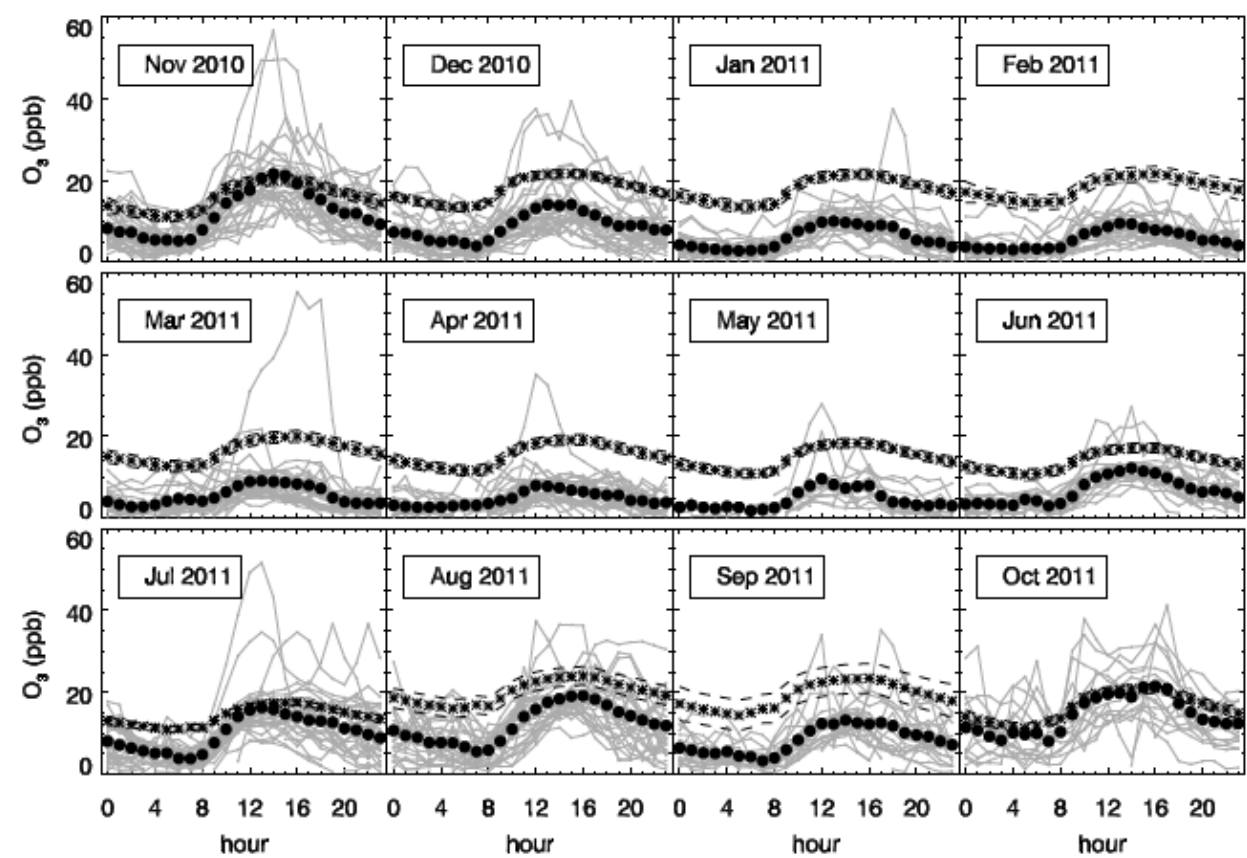 60
Nov 2010 Dec 2010 Jan 2011 Feb 2011
40
O₃ (ppb)
20
0
60
Mar 2011 Apr 2011 May 2011 Jun 2011
40
O₃ (ppb)
20
0
60
Jul 2011 Aug 2011 Sep 2011 Oct 2011
40
O₃ (ppb)
20
0
0 4 8 12 16 20 0 4 8 12 16 20 0 4 8 12 16 20 0 4 8 12 16 20
hour hour hour hour